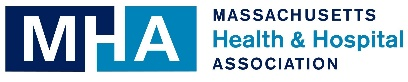 MHA
MASSACHUSETTS
Health & Hospital
ASSOCIATION